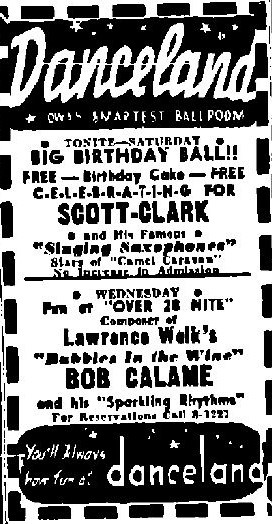 Danceland
OWA'S SMARTEST BALLROOM
TONITE—SATURDAY
BIG BIRTHDAY BALL!!
FREE — Birthday Cake — FREE
C-E-L-E-B-R-A-T-I-N-G FOR
SCOTT-CLARK
and His Famous
"Singing Saxophones"
Stars of "Camel Caravan"
No Increase in Admission
WEDNESDAY
Fun at "OVER 28 NITE"
Composer of
Lawrence Welk's
"Bubbles In the Wine"
BOB CALAME
and his "Sparkling Rhythms"
For Reservations Call 8-1227
You'll Always
have fun at danceland